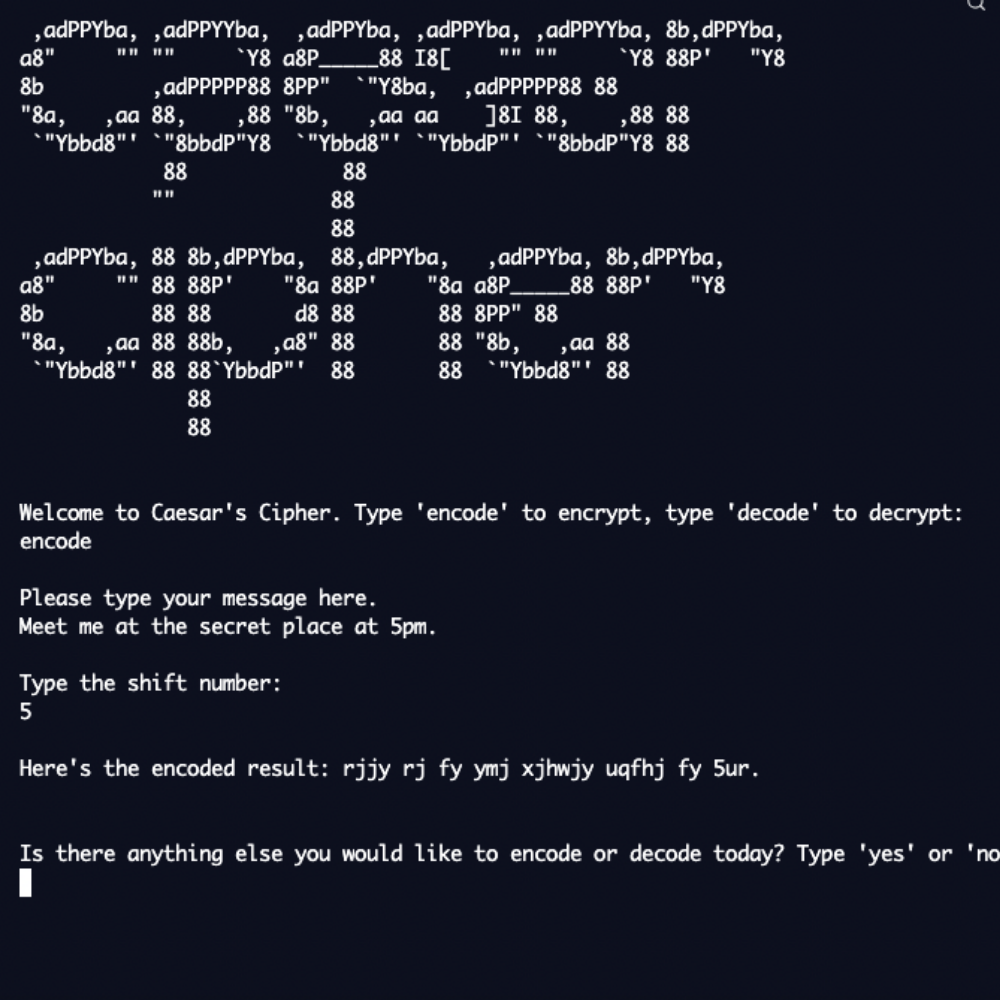 ,adPPYba, ,adPPYYba,  ,adPPYba, ,adPPYba, ,adPPYYba, 8b,dPPYba,
a8"     "" ""     `Y8 a8P_____88 I8[    "" ""     `Y8 88P'   "Y8
8b         ,adPPPPP88 8PP"  `"Y8ba,  ,adPPPPP88 88
"8a,   ,aa 88,    ,88 "8b,   ,aa aa    ]8I 88,    ,88 88
 `"Ybbd8"' `"8bbdP"Y8  `"Ybbd8"' `"YbbdP"' `"8bbdP"Y8 88
            88             88
           ""             88
                          88
 ,adPPYba, 88 8b,dPPYba,  88,dPPYba,   ,adPPYba, 8b,dPPYba,
a8"     "" 88 88P'    "8a 88P'    "8a a8P_____88 88P'   "Y8
8b         88 88       d8 88       88 8PP" 88
"8a,   ,aa 88 88b,   ,a8" 88       88 "8b,   ,aa 88
 `"Ybbd8"' 88 88`YbbdP"'  88       88  `"Ybbd8"' 88
              88
              88
Welcome to Caesar's Cipher. Type 'encode' to encrypt, type 'decode' to decrypt:
encode
Please type your message here.
Meet me at the secret place at 5pm.
Type the shift number:
5
Here's the encoded result: rjjy rj fy ymj xjhwjy uqfhj fy 5ur.
Is there anything else you would like to encode or decode today? Type 'yes' or 'no